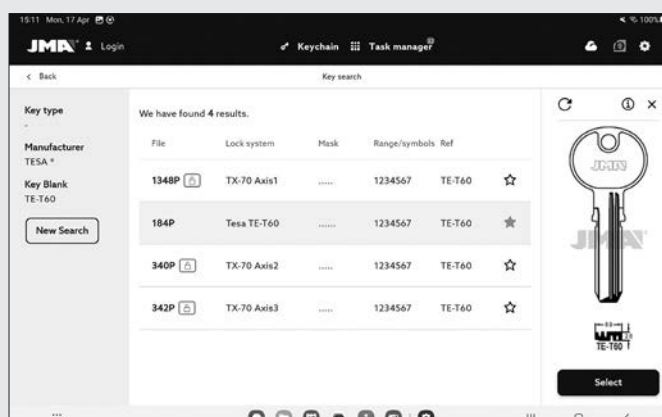 15:11 Mon, 17 Apr
100%
JMA
Login
Keychain
Task manager
< Back
Key search
Key type
-
Manufacturer
TESA *
Key Blank
TE-T60
New Search
We have found 4 results.
File Lock system Mask Range/symbols Ref
1348P TX-70 Axis1 ..... 1234567 TE-T60
184P Tesa TE-T60 ...... 1234567 TE-T60
340P TX-70 Axis2 ..... 1234567 TE-T60
342P TX-70 Axis3 ..... 1234567 TE-T60
JMA
JMA
TE-T60
Select